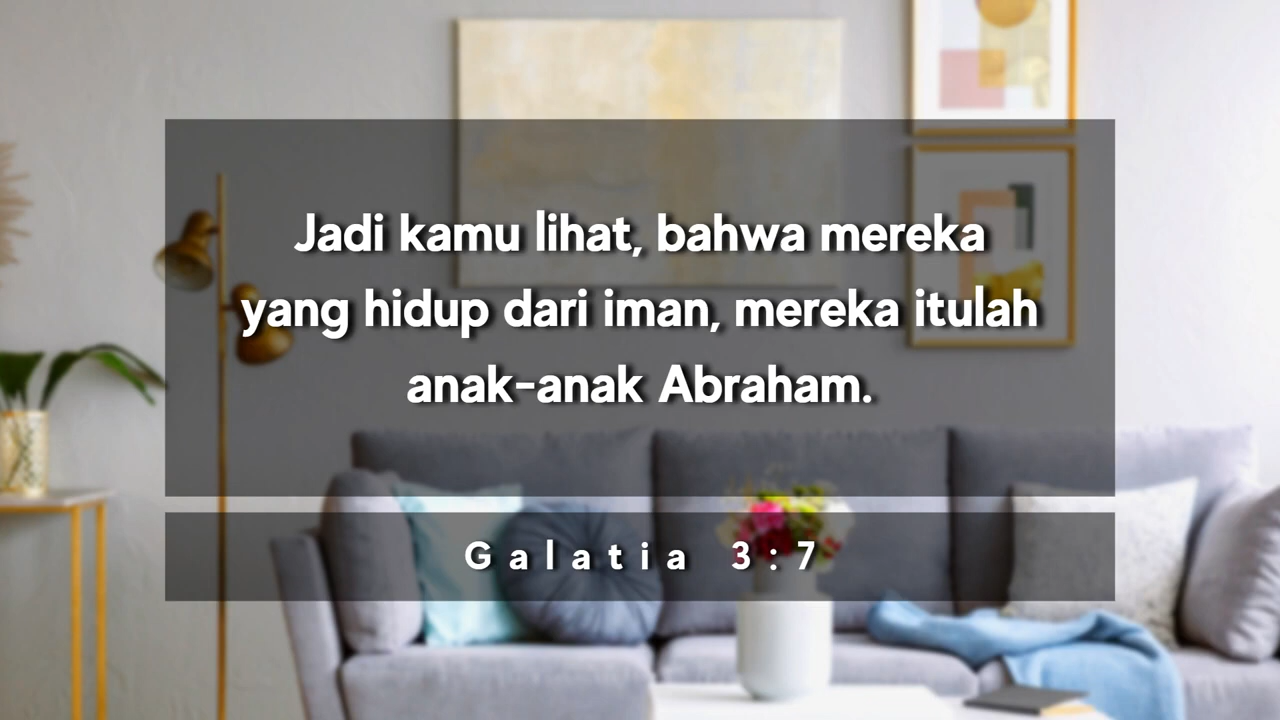 Jadi kamu lihat, bahwa mereka
yang hidup dari iman, mereka itulah
anak-anak Abraham.
Galatia 3:7